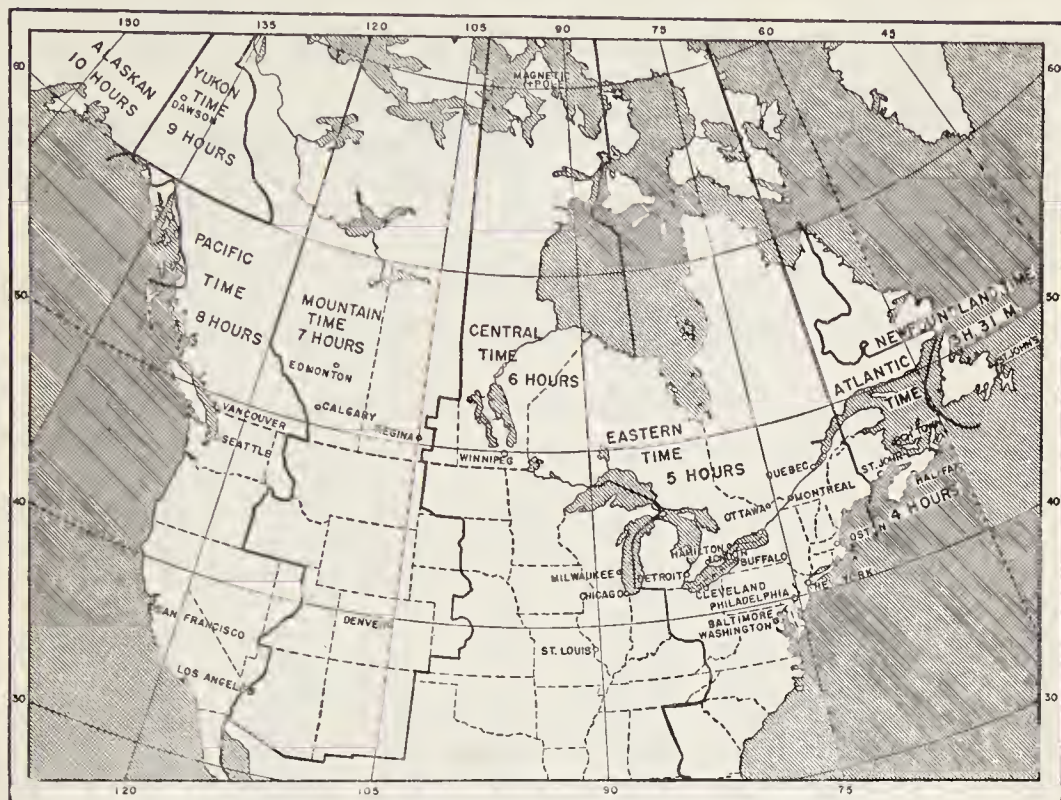 150 135 120 105 90 75 60 45
60
60
ALASKAN
10 HOURS
YUKON
TIME
DAWSON
9 HOURS
MAGNETIC
+ POLE
PACIFIC
TIME
8 HOURS
50
50
MOUNTAIN
TIME
7 HOURS
EDMONTON
CALGARY
REGINA
CENTRAL
TIME
6 HOURS
WINNIPEG
EASTERN
TIME
5 HOURS
NEWFOUNDLAND TIME
3 H. 31 M.
ST. JOHN'S
ATLANTIC
TIME
4 HOURS
VANCOUVER
SEATTLE
QUEBEC
ST. JOHN
HALIFAX
MONTREAL
OTTAWA
40
40
BOSTON
HAMILTON
LONDON
BUFFALO
MILWAUKEE
DETROIT
CHICAGO
CLEVELAND
NEW YORK
PHILADELPHIA
BALTIMORE
WASHINGTON
SAN FRANCISCO
DENVER
ST. LOUIS
LOS ANGELES
30
30
120 105 90 75